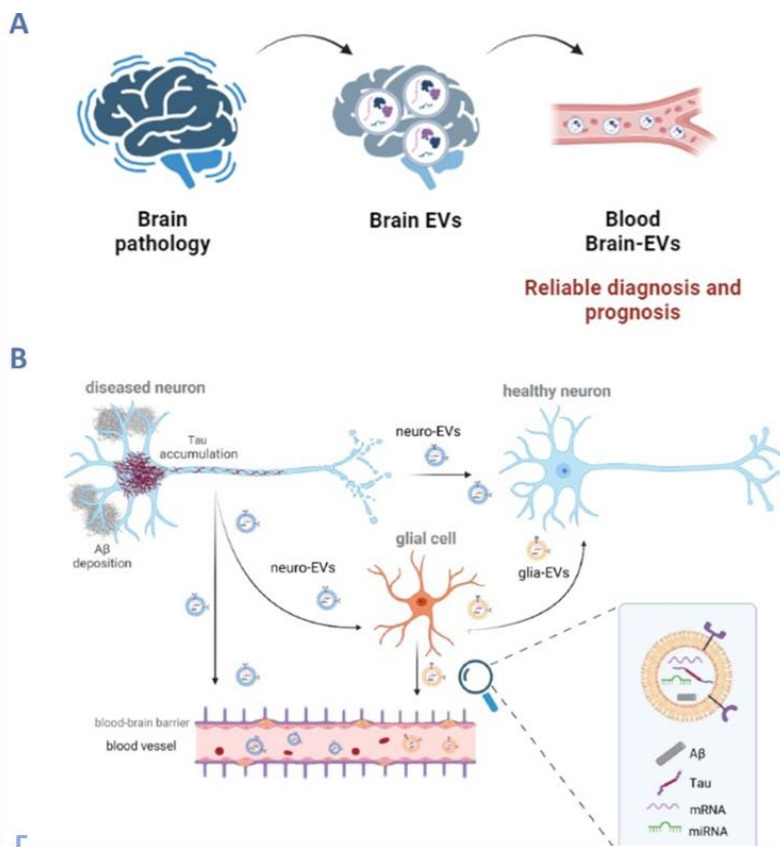 A
Brain
pathology
Brain EVs
Blood
Brain-EVs
Reliable diagnosis and
prognosis
B
diseased neuron
healthy neuron
Tau
accumulation
neuro-EVs
Aβ
deposition
neuro-EVs
glial cell
glia-EVs
blood-brain barrier
blood vessel
Aβ
Tau
mRNA
miRNA